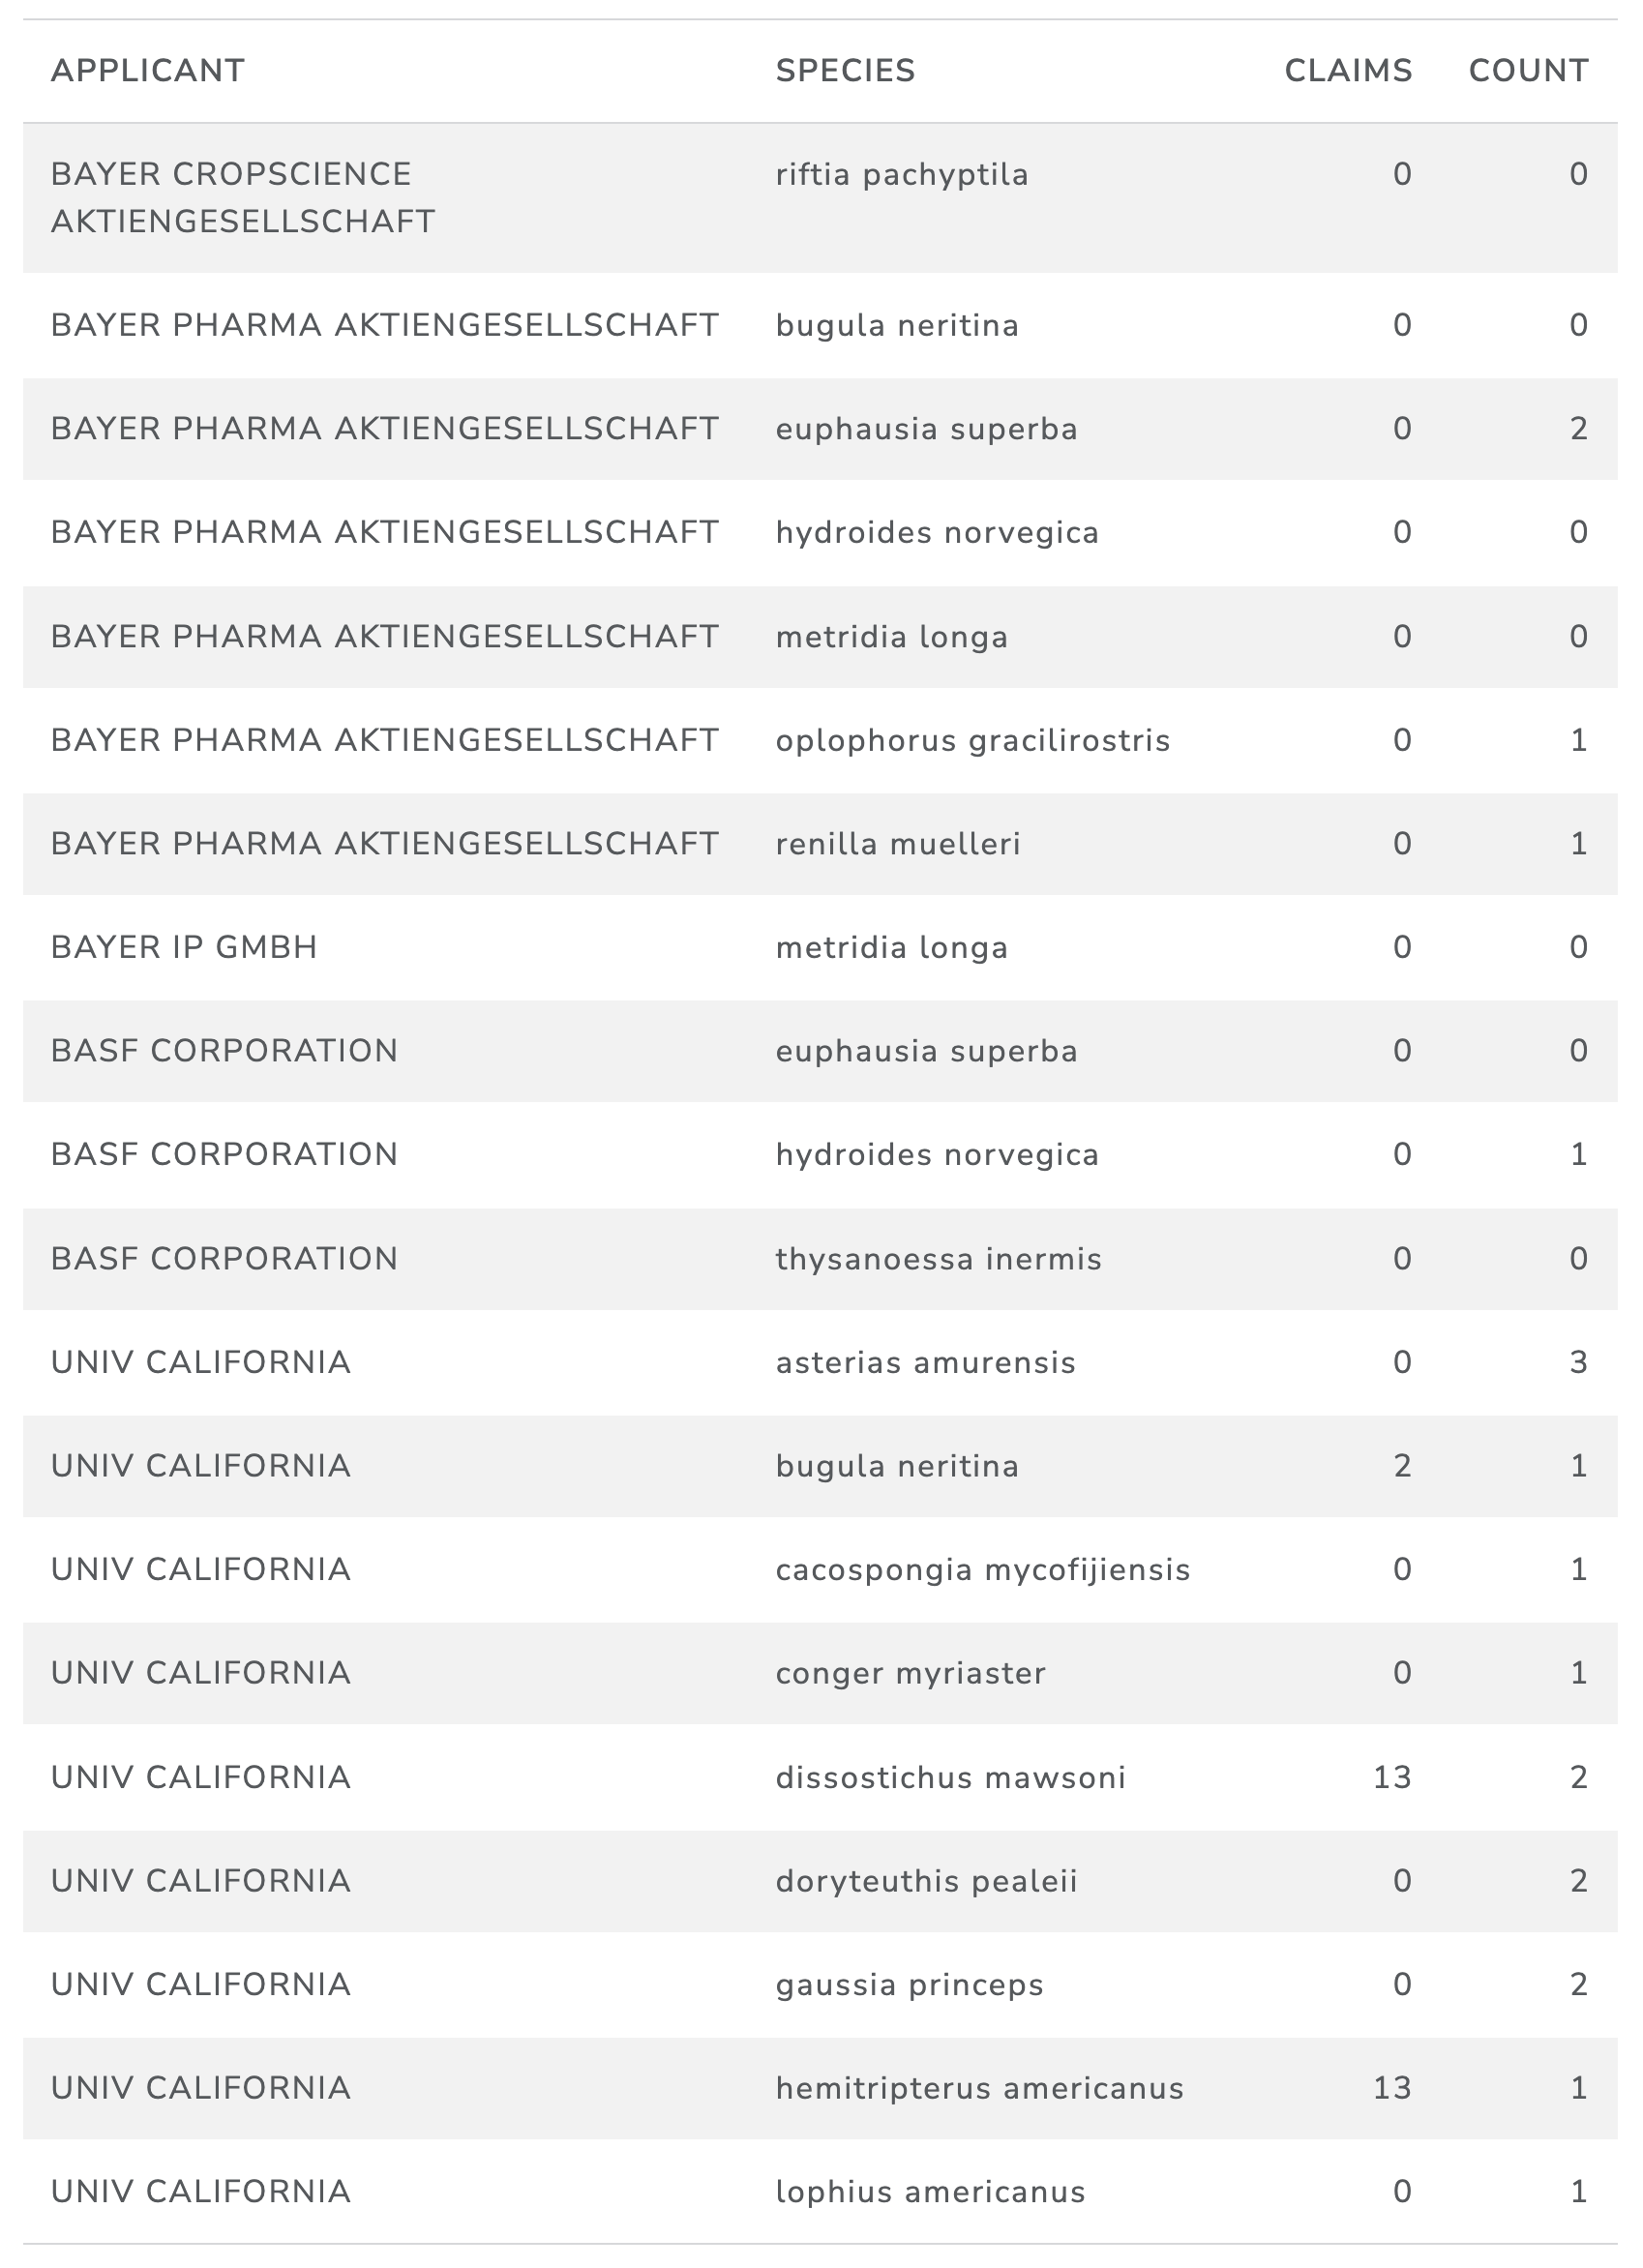 APPLICANT SPECIES CLAIMS COUNT
BAYER CROPSCIENCE riftia pachyptila 0 0
AKTIENGESELLSCHAFT
BAYER PHARMA AKTIENGESELLSCHAFT bugula neritina 0 0
BAYER PHARMA AKTIENGESELLSCHAFT euphausia superba 0 2
BAYER PHARMA AKTIENGESELLSCHAFT hydroides norvegica 0 0
BAYER PHARMA AKTIENGESELLSCHAFT metridia longa 0 0
BAYER PHARMA AKTIENGESELLSCHAFT oplophorus gracilirostris 0 1
BAYER PHARMA AKTIENGESELLSCHAFT renilla muelleri 0 1
BAYER IP GMBH metridia longa 0 0
BASF CORPORATION euphausia superba 0 0
BASF CORPORATION hydroides norvegica 0 1
BASF CORPORATION thysanoessa inermis 0 0
UNIV CALIFORNIA asterias amurensis 0 3
UNIV CALIFORNIA bugula neritina 2 1
UNIV CALIFORNIA cacospongia mycofijiensis 0 1
UNIV CALIFORNIA conger myriaster 0 1
UNIV CALIFORNIA dissostichus mawsoni 13 2
UNIV CALIFORNIA doryteuthis pealeii 0 2
UNIV CALIFORNIA gaussia princeps 0 2
UNIV CALIFORNIA hemitripterus americanus 13 1
UNIV CALIFORNIA lophius americanus 0 1